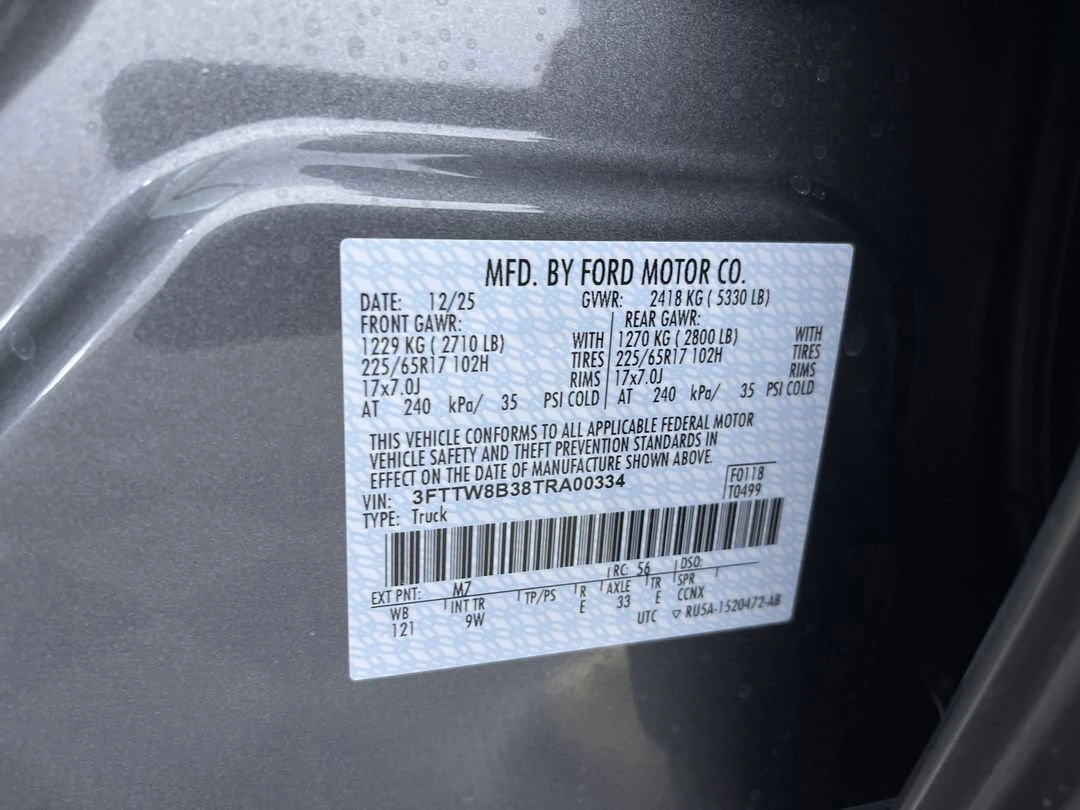 MFD. BY FORD MOTOR CO.
DATE: 12/25 GVWR: 2418 KG ( 5330 LB)
FRONT GAWR: REAR GAWR:
1229 KG ( 2710 LB) WITH 1270 KG ( 2800 LB) WITH
225/65R17 102H TIRES 225/65R17 102H TIRES
17x7.0J RIMS 17x7.0J RIMS
AT 240 kPa/ 35 PSI COLD AT 240 kPa/ 35 PSI COLD
THIS VEHICLE CONFORMS TO ALL APPLICABLE FEDERAL MOTOR
VEHICLE SAFETY AND THEFT PREVENTION STANDARDS IN
EFFECT ON THE DATE OF MANUFACTURE SHOWN ABOVE.
VIN: 3FTTW8B38TRA00334 F0118
TYPE: Truck T0499
EXT PNT: M7 RC: 56 DSO:
WB INT TR TP/PS R AXLE TR SPR
121 9W E 33 E CCNX
UTC ▽ RU5A-1520472-AB